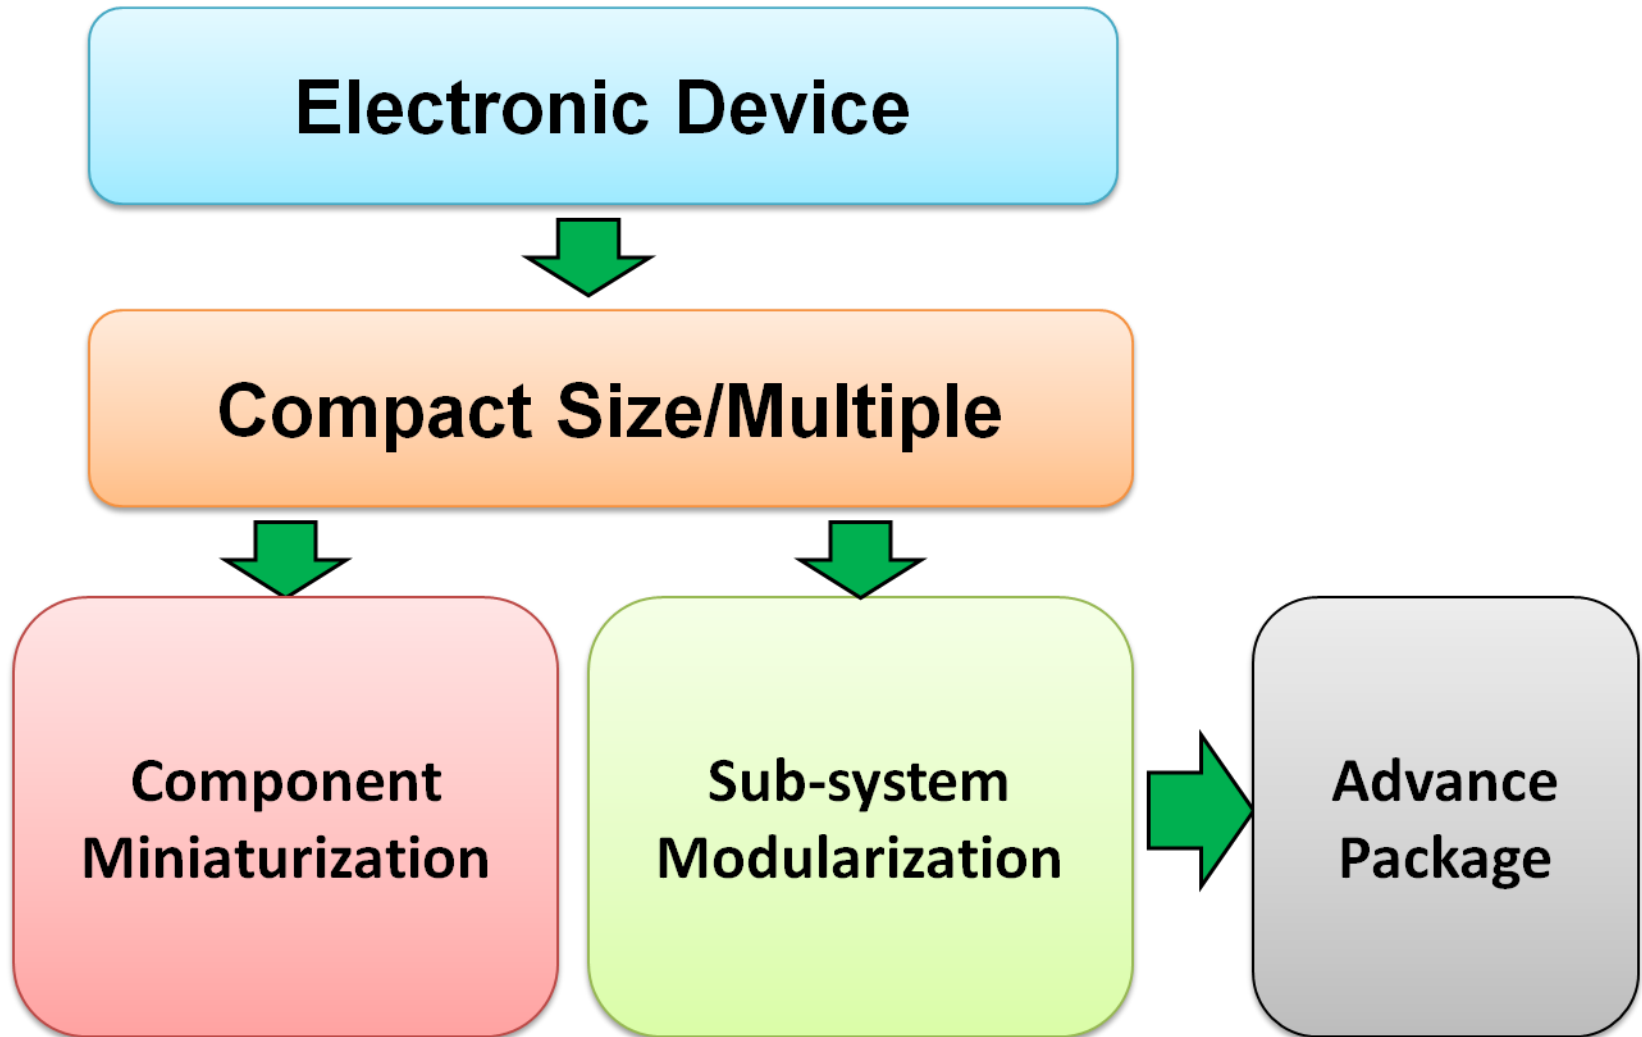 Electronic Device
Compact Size/Multiple
Component
Miniaturization
Sub-system
Modularization
Advance
Package